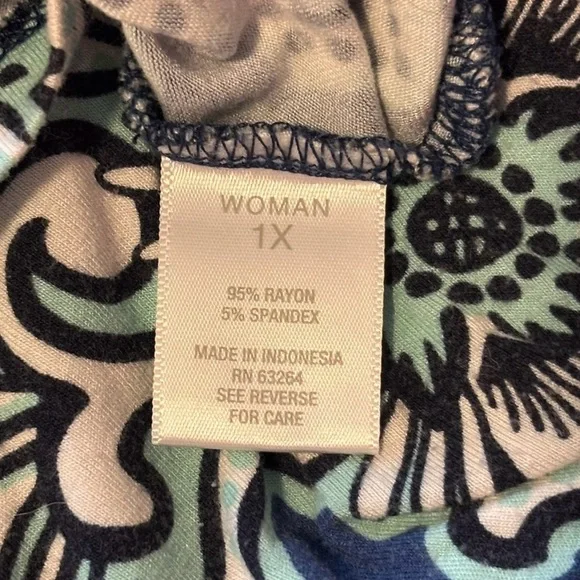 WOMAN
1X
95% RAYON
5% SPANDEX
MADE IN INDONESIA
RN 63264
SEE REVERSE
FOR CARE